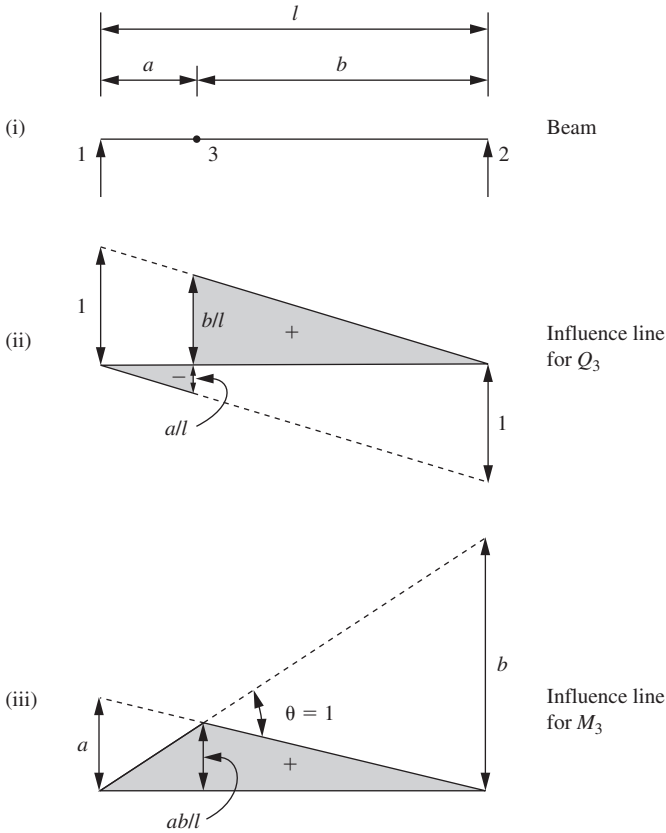 l
a
b
(i)
1
3
2
Beam
1
b/l
+
(ii)
Influence line
for Q3
−
a/l
1
(iii)
a
θ = 1
b
Influence line
for M3
+
ab/l